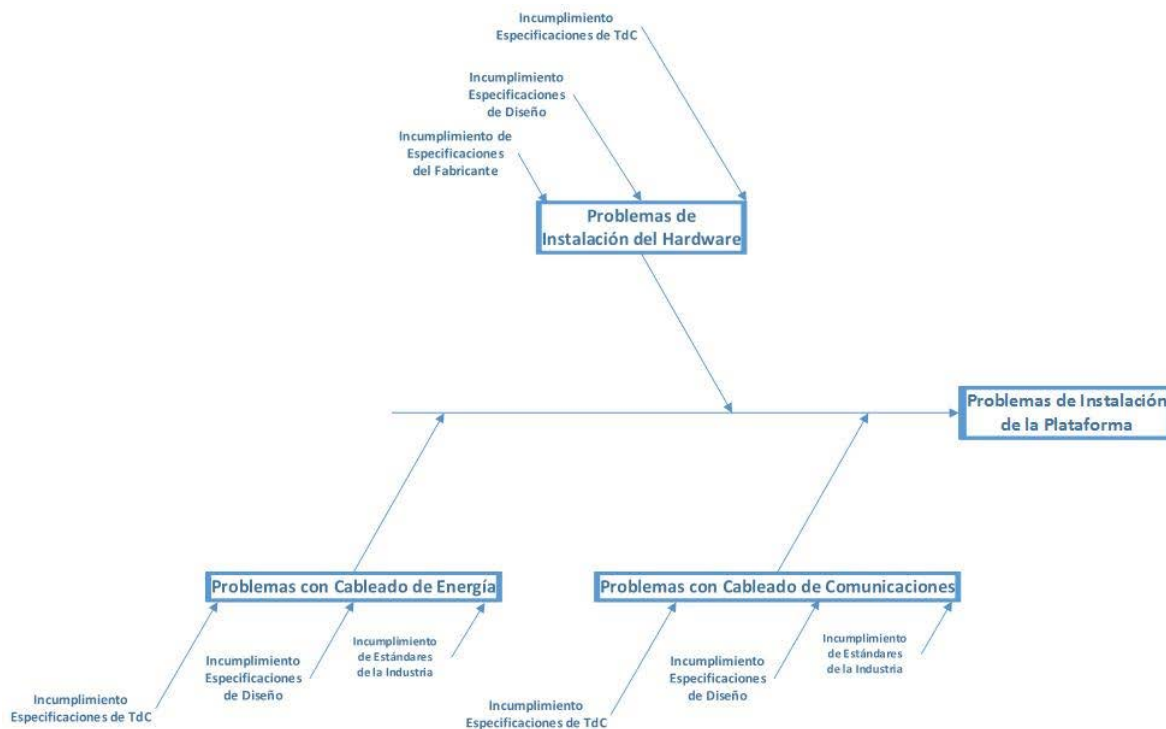 Incumplimiento
Especificaciones de TdC
Incumplimiento
Especificaciones
de Diseño
Incumplimiento de
Especificaciones
del Fabricante
Problemas de
Instalación del Hardware
Problemas de Instalación
de la Plataforma
Problemas con Cableado de Energía
Problemas con Cableado de Comunicaciones
Incumplimiento
Especificaciones de TdC
Incumplimiento
Especificaciones
de Diseño
Incumplimiento
de Estándares
de la Industria
Incumplimiento
Especificaciones de TdC
Incumplimiento
Especificaciones
de Diseño
Incumplimiento
de Estándares
de la Industria